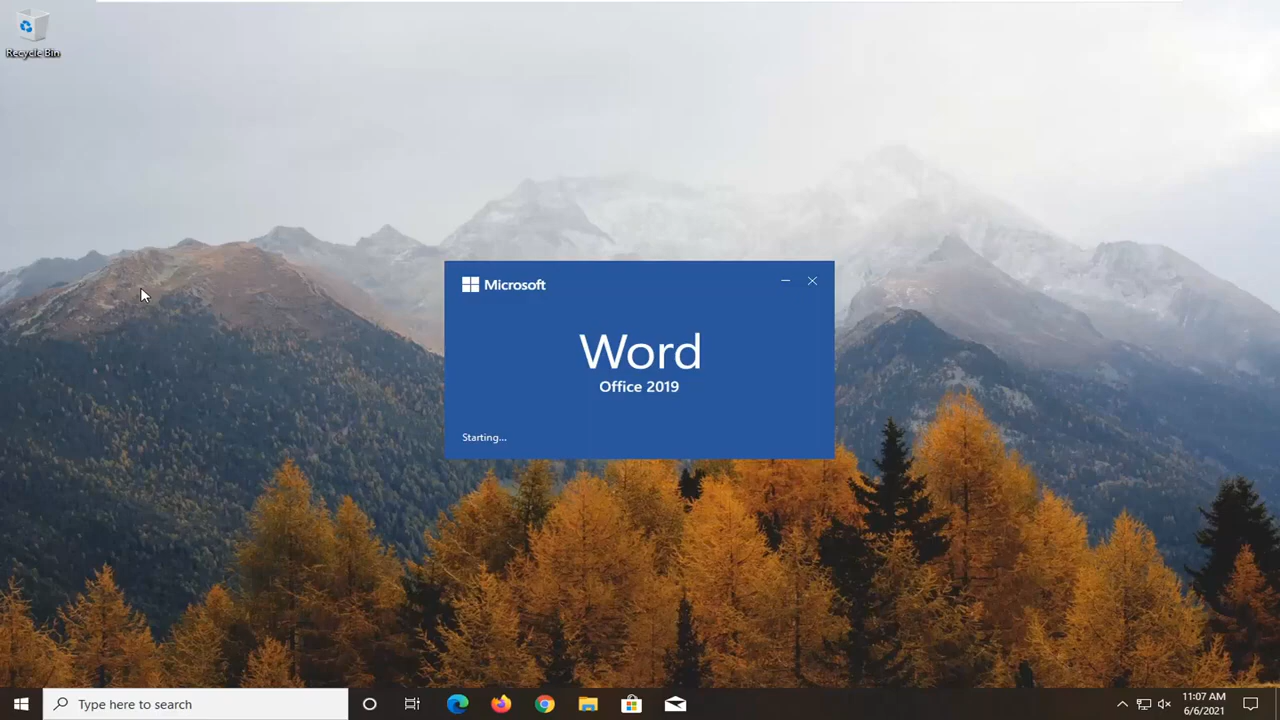 Recycle Bin
Microsoft
Word
Office 2019
Starting...
Type here to search
11:07 AM
6/6/2021